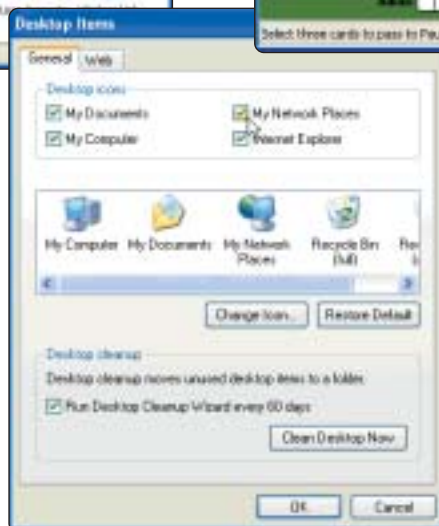 Select three cards to pass to Pau
Desktop Items
General Web
Desktop icons
My Documents My Network Places
My Computer Internet Explorer
My Computer My Documents My Network Places Recycle Bin (full)
Change Icon... Restore Default
Desktop cleanup
Desktop cleanup moves unused desktop items to a folder.
Run Desktop Cleanup Wizard every 60 days
Clean Desktop Now
OK Cancel